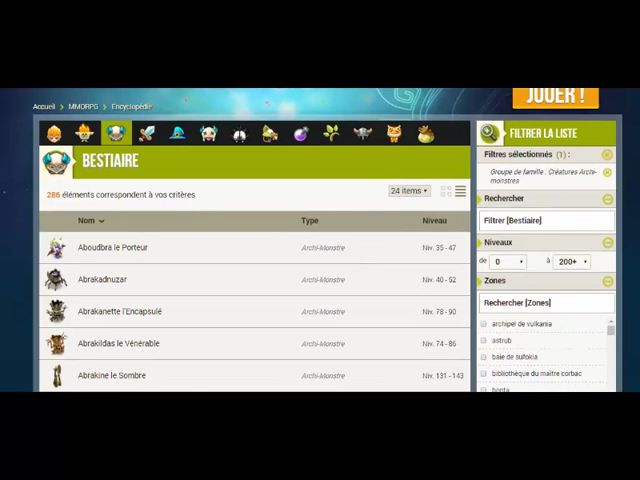 JOUER !
Accueil > MMORPG > Encyclopédie
BESTIAIRE
286 éléments correspondent à vos critères
24 items
Nom Type Niveau
Aboudbra le Porteur Archi-Monstre Niv. 35 - 47
Abrakadnuzar Archi-Monstre Niv. 40 - 52
Abrakanette l'Encapsulé Archi-Monstre Niv. 78 - 90
Abrakildas le Vénérable Archi-Monstre Niv. 74 - 86
Abrakine le Sombre Archi-Monstre Niv. 131 - 143
FILTRER LA LISTE
Filtres sélectionnés (1) :
Groupe de famille : Créatures Archi-
monstres
Rechercher
Filtrer [Bestiaire]
Niveaux
de 0 à 200+
Zones
Rechercher [Zones]
archipel de vulkania
astrub
baie de sufokia
bibliothèque du maître corbac
bonta